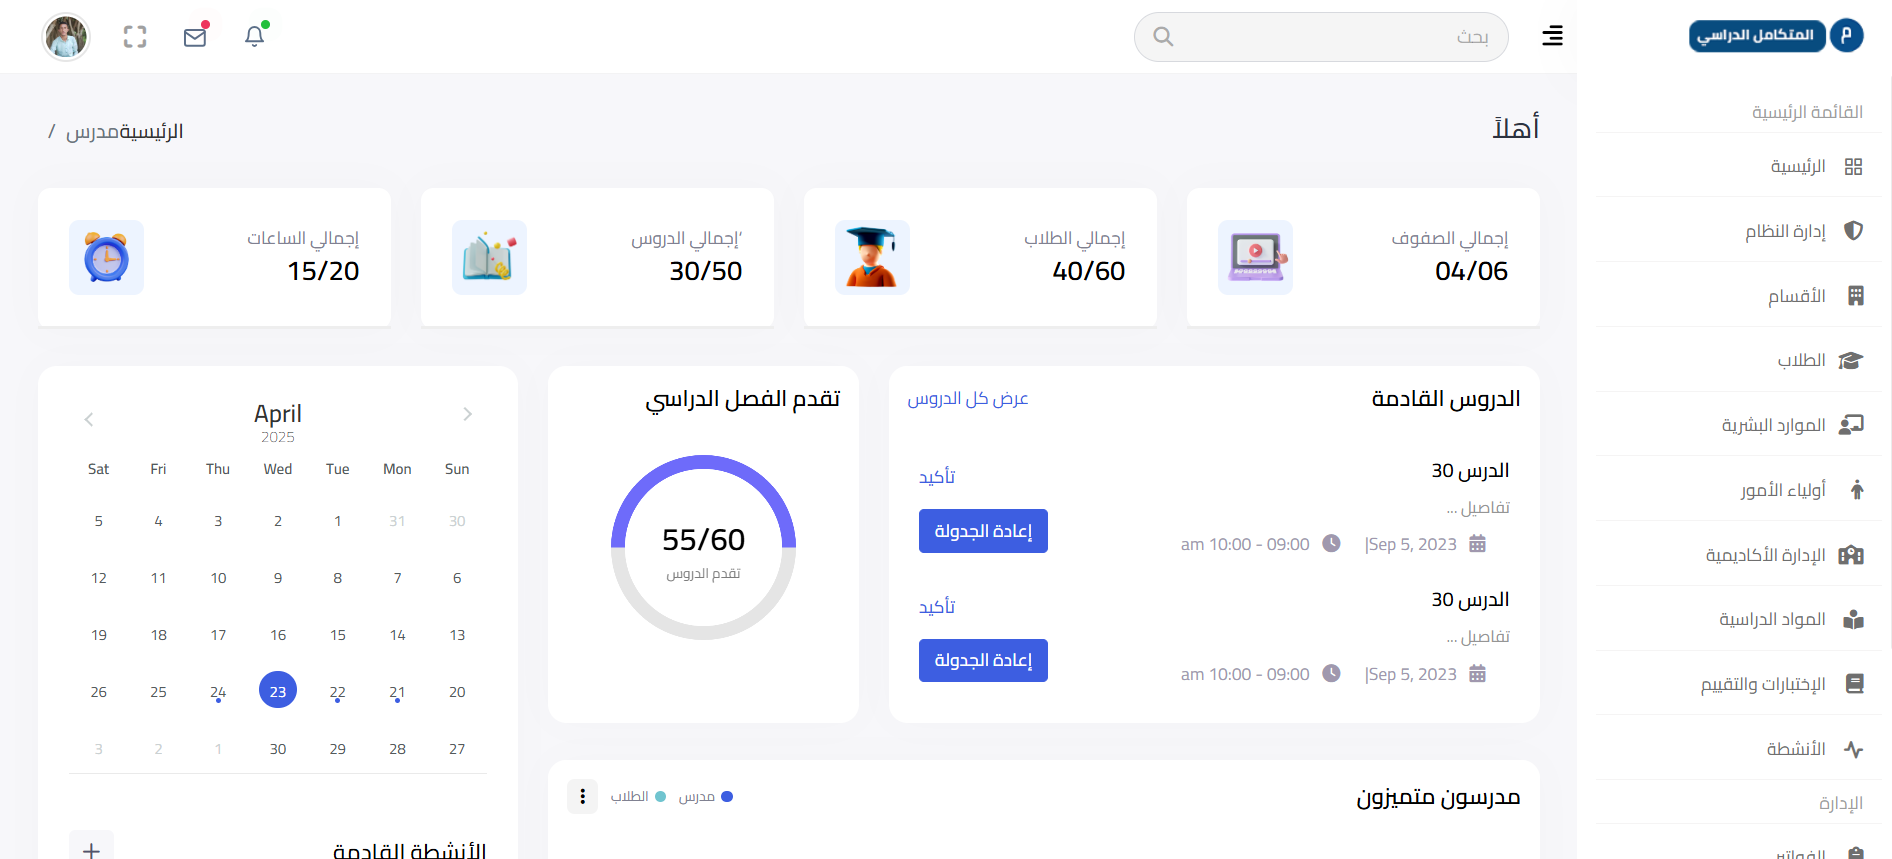 م المتكامل الدراسي
القائمة الرئيسية
الرئيسية
إدارة النظام
الأقسام
الطلاب
الموارد البشرية
أولياء الأمور
الإدارة الأكاديمية
المواد الدراسية
الإختبارات والتقييم
الأنشطة
الإدارة
الفواتير
بحث
أهلاً
الرئيسيةمدرس /
إجمالي الصفوف
04/06
إجمالي الطلاب
40/60
إجمالي الدروس'
30/50
إجمالي الساعات
15/20
الدروس القادمة
عرض كل الدروس
الدرس 30
تأكيد
تفاصيل ...
إعادة الجدولة
Sep 5, 2023|
09:00 - 10:00 am
الدرس 30
تأكيد
تفاصيل ...
إعادة الجدولة
Sep 5, 2023|
09:00 - 10:00 am
تقدم الفصل الدراسي
55/60
تقدم الدروس
April
2025
Sun Mon Tue Wed Thu Fri Sat
30 31 1 2 3 4 5
6 7 8 9 10 11 12
13 14 15 16 17 18 19
20 21 22 23 24 25 26
27 28 29 30 1 2 3
مدرسون متميزون
مدرس
الطلاب
الأنشطة القادمة